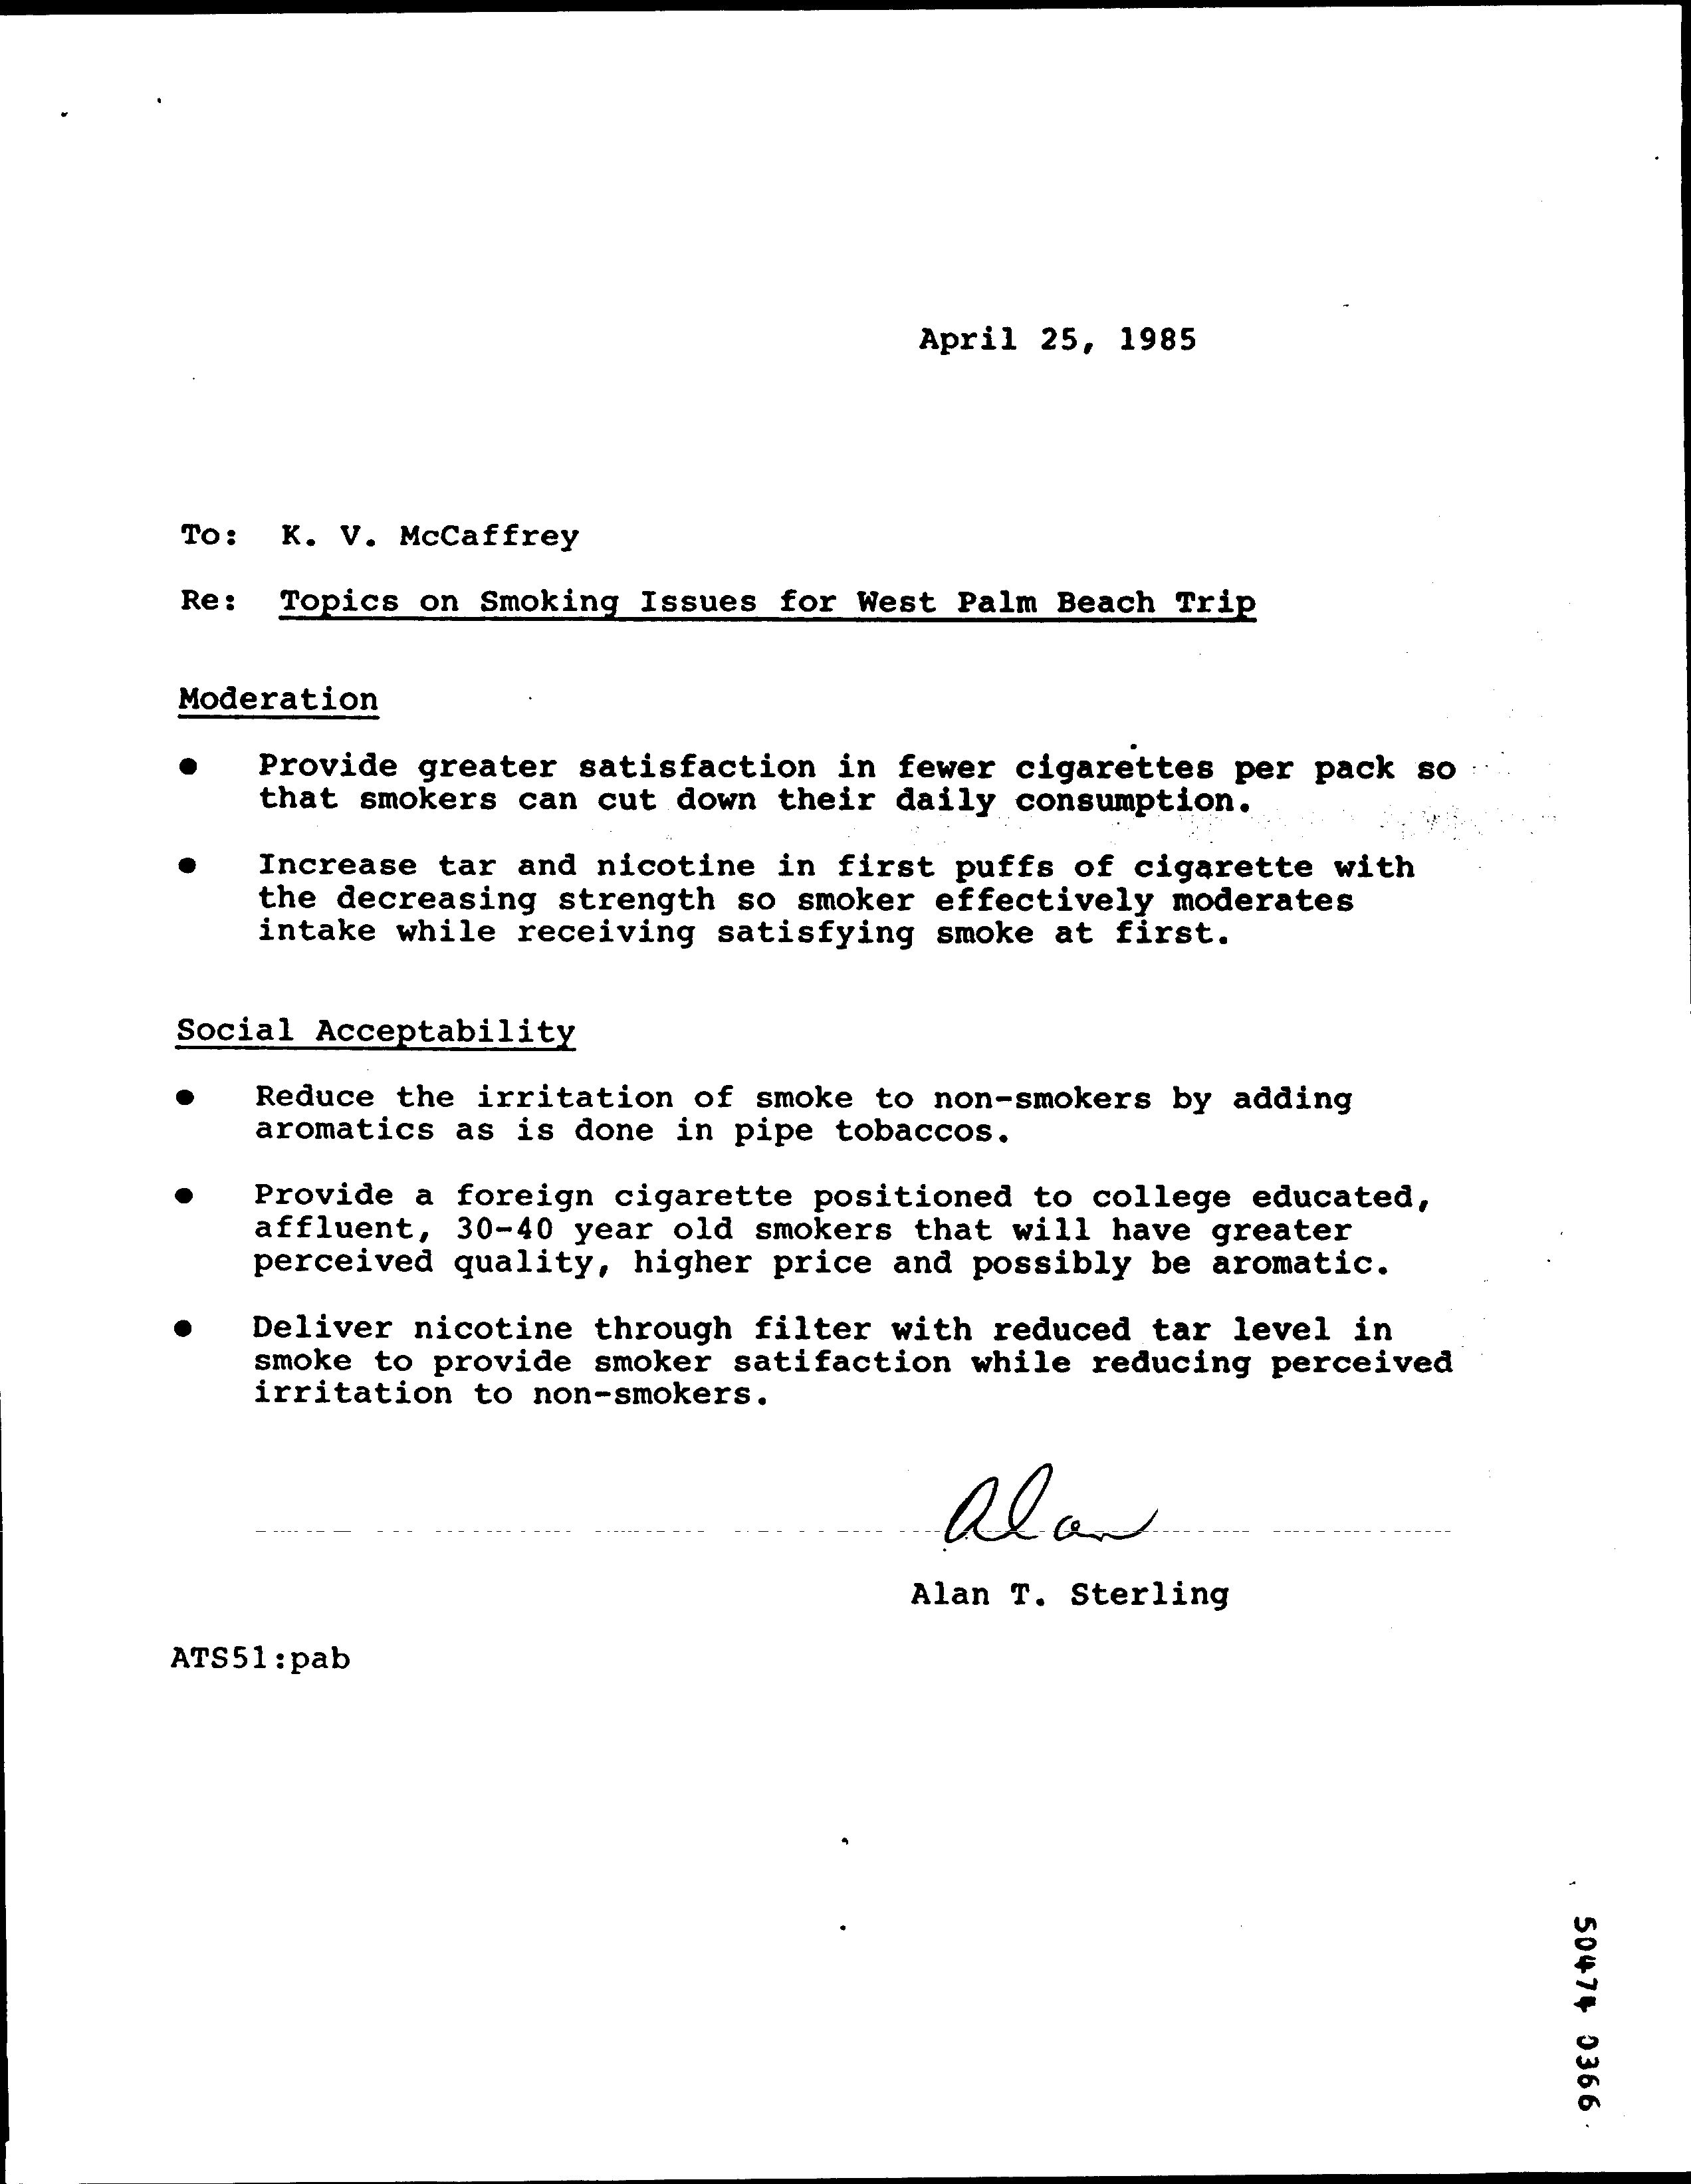 April 25, 1985
To: K. V. McCaffrey
Re: Topics on Smoking Issues for West Palm Beach Trip
Moderation
● Provide greater satisfaction in fewer cigarettes per pack so
that smokers can cut down their daily consumption.
● Increase tar and nicotine in first puffs of cigarette with
the decreasing strength so smoker effectively moderates
intake while receiving satisfying smoke at first.
Social Acceptability
● Reduce the irritation of smoke to non-smokers by adding
aromatics as is done in pipe tobaccos.
● Provide a foreign cigarette positioned to college educated,
affluent, 30-40 year old smokers that will have greater
perceived quality, higher price and possibly be aromatic.
● Deliver nicotine through filter with reduced tar level in
smoke to provide smoker satifaction while reducing perceived
irritation to non-smokers.
Alan
Alan T. Sterling
ATS51:pab
50474 0366